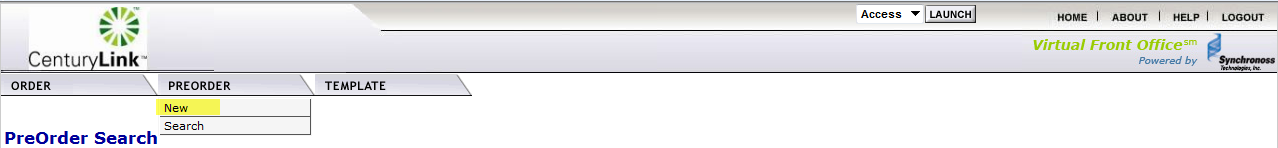 Access LAUNCH
HOME | ABOUT | HELP | LOGOUT
CenturyLink™
Virtual Front Office℠
Powered by Synchronoss Technologies, Inc.
ORDER PREORDER TEMPLATE
New
Search
PreOrder Search